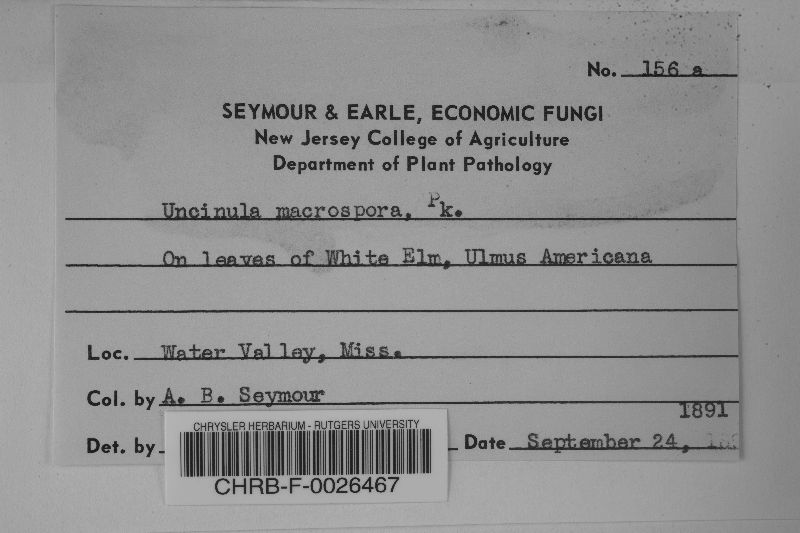 No. 156 a
SEYMOUR & EARLE, ECONOMIC FUNGI
New Jersey College of Agriculture
Department of Plant Pathology
Uncinula macrospora, Pk.
On leaves of White Elm, Ulmus Americana
Loc. Water Valley, Miss.
Col. by A. B. Seymour
1891
Det. by
Date September 24,
CHRYSLER HERBARIUM - RUTGERS UNIVERSITY
CHRB-F-0026467